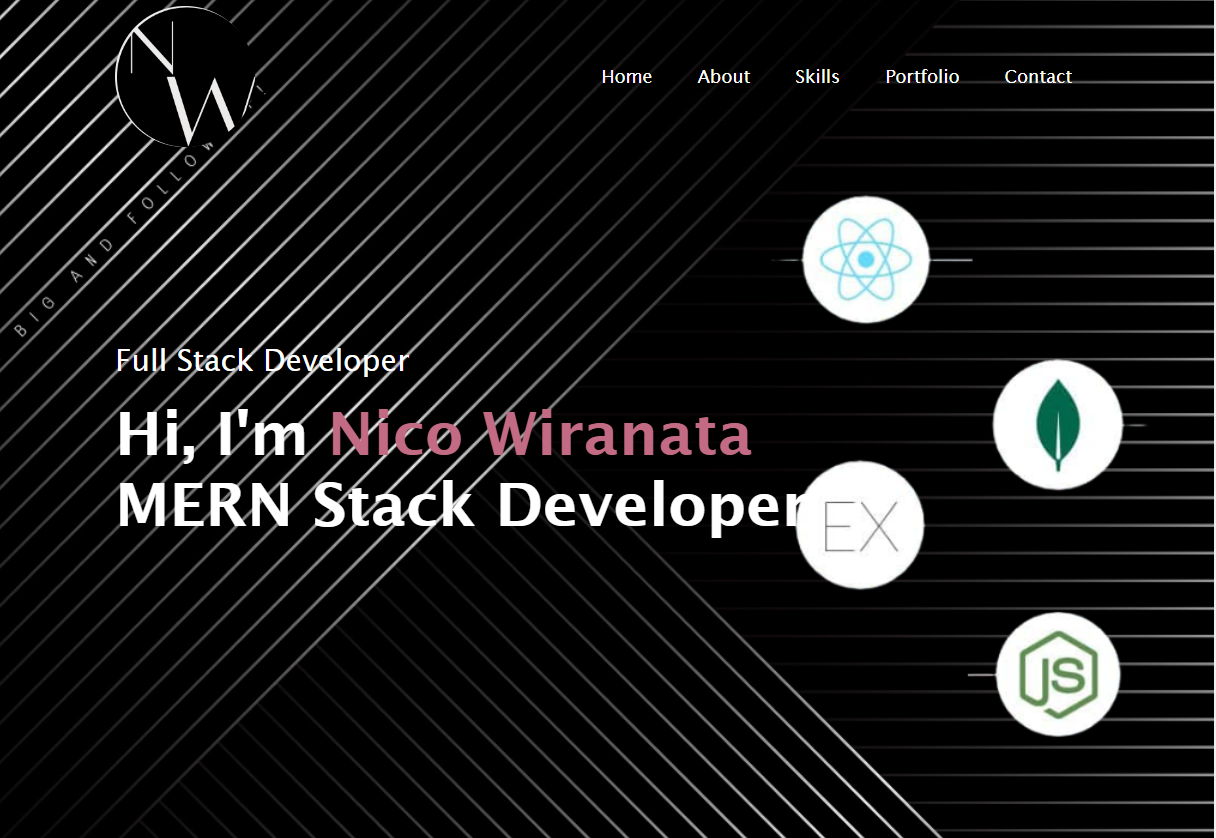 NW
Home About Skills Portfolio Contact
BIG AND FOLLOW
Full Stack Developer
Hi, I'm Nico Wiranata
MERN Stack Developer
EX
JS